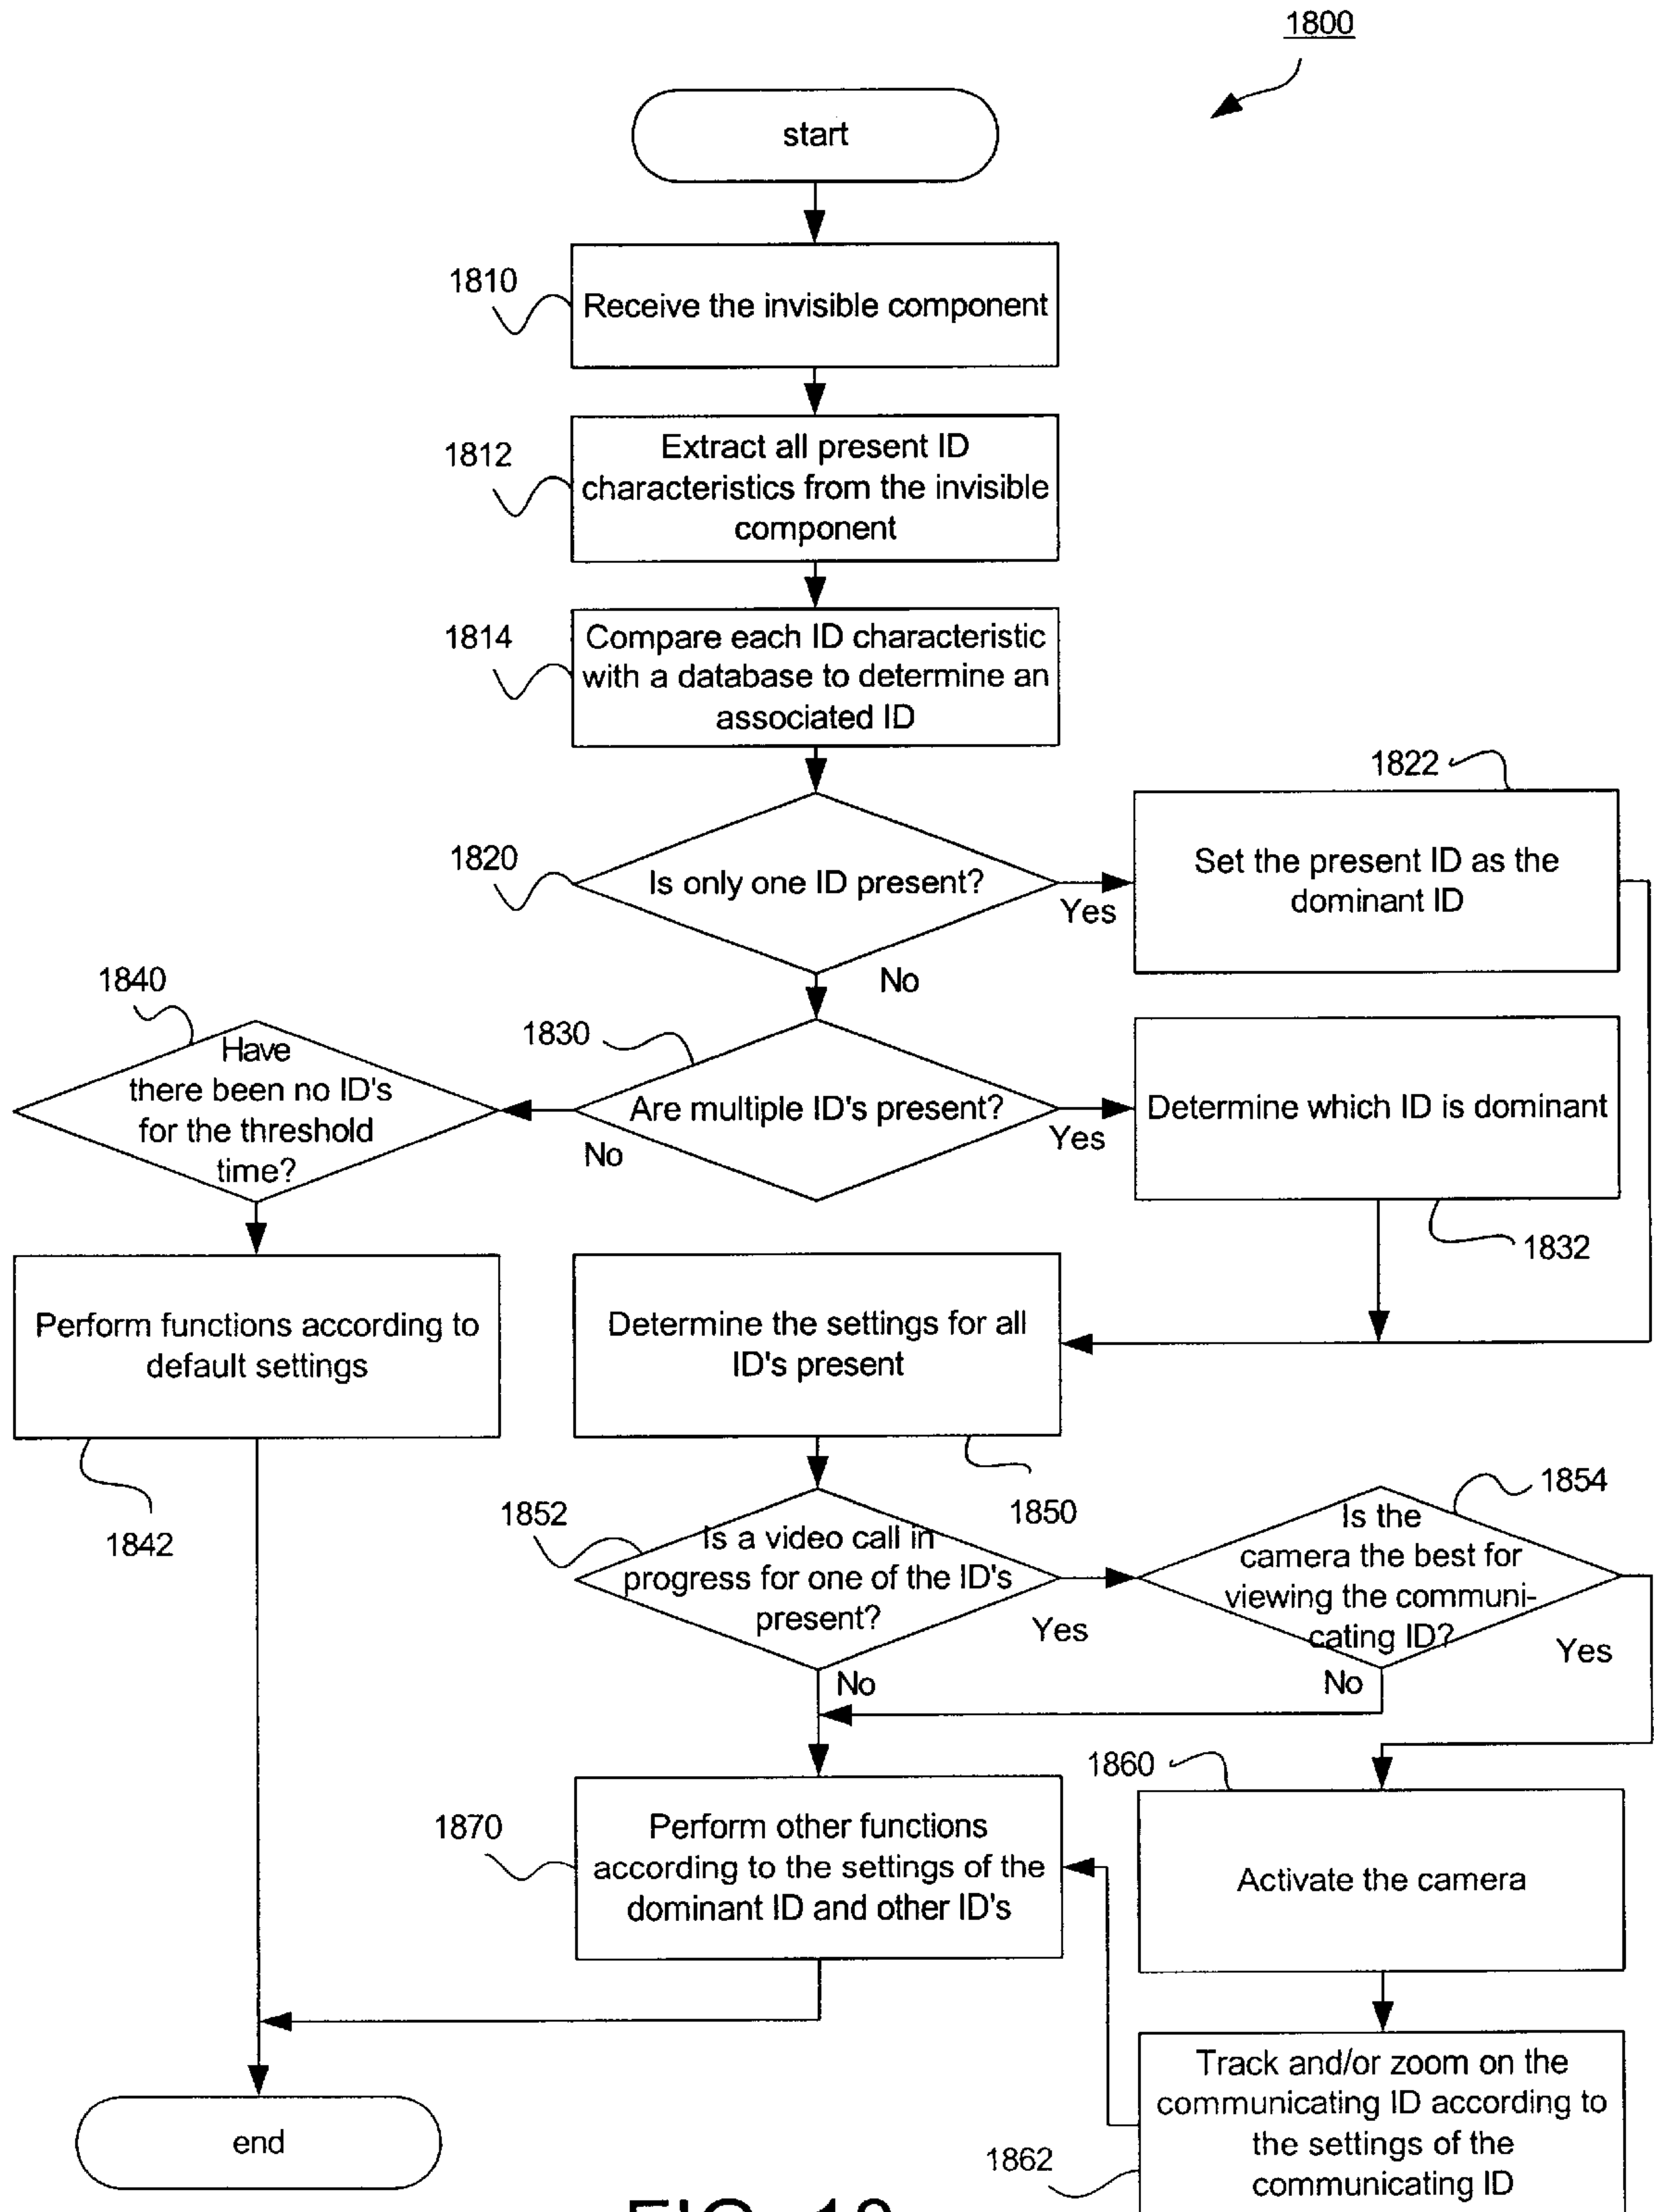 1800
start
1810
Receive the invisible component
1812
Extract all present ID
characteristics from the invisible
component
1814
Compare each ID characteristic
with a database to determine an
associated ID
1820
Is only one ID present?
Yes
No
1822
Set the present ID as the
dominant ID
1830
Are multiple ID's present?
Yes
No
Determine which ID is dominant
1832
1840
Have
there been no ID's
for the threshold
time?
Perform functions according to
default settings
1842
Determine the settings for all
ID's present
1850
1852
Is a video call in
progress for one of the ID's
present?
Yes
No
1854
Is the
camera the best for
viewing the communi-
cating ID?
Yes
No
1860
Activate the camera
1870
Perform other functions
according to the settings of the
dominant ID and other ID's
Track and/or zoom on the
communicating ID according to
the settings of the
communicating ID
1862
end